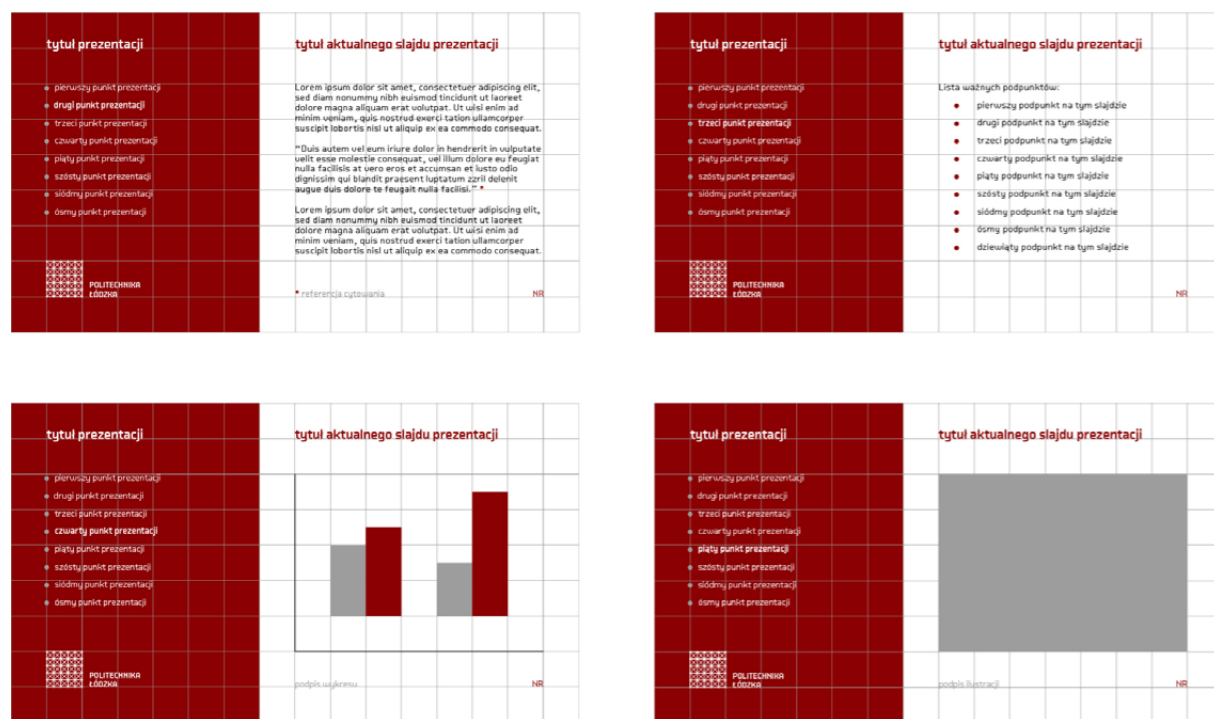 tytuł prezentacji
pierwszy punkt prezentacji
drugi punkt prezentacji
trzeci punkt prezentacji
czwarty punkt prezentacji
piąty punkt prezentacji
szósty punkt prezentacji
siódmy punkt prezentacji
ósmy punkt prezentacji
POLITECHNIKA
ŁÓDZKA
tytuł aktualnego slajdu prezentacji
Lorem ipsum dolor sit amet, consectetuer adipiscing elit,
sed diam nonummy nibh euismod tincidunt ut laoreet
dolore magna aliquam erat volutpat. Ut wisi enim ad
minim veniam, quis nostrud exerci tation ullamcorper
suscipit lobortis nisl ut aliquip ex ea commodo consequat.
"Duis autem vel eum iriure dolor in hendrerit in vulputate
velit esse molestie consequat, vel illum dolore eu feugiat
nulla facilisis at vero eros et accumsan et iusto odio
dignissim qui blandit praesent luptatum zzril delenit
augue duis dolore te feugait nulla facilisi." *
Lorem ipsum dolor sit amet, consectetuer adipiscing elit,
sed diam nonummy nibh euismod tincidunt ut laoreet
dolore magna aliquam erat volutpat. Ut wisi enim ad
minim veniam, quis nostrud exerci tation ullamcorper
suscipit lobortis nisl ut aliquip ex ea commodo consequat.
* referencja cytowania
NR
tytuł prezentacji
pierwszy punkt prezentacji
drugi punkt prezentacji
trzeci punkt prezentacji
czwarty punkt prezentacji
piąty punkt prezentacji
szósty punkt prezentacji
siódmy punkt prezentacji
ósmy punkt prezentacji
POLITECHNIKA
ŁÓDZKA
tytuł aktualnego slajdu prezentacji
Lista ważnych podpunktów:
pierwszy podpunkt na tym slajdzie
drugi podpunkt na tym slajdzie
trzeci podpunkt na tym slajdzie
czwarty podpunkt na tym slajdzie
piąty podpunkt na tym slajdzie
szósty podpunkt na tym slajdzie
siódmy podpunkt na tym slajdzie
ósmy podpunkt na tym slajdzie
dziewiąty podpunkt na tym slajdzie
NR
tytuł prezentacji
pierwszy punkt prezentacji
drugi punkt prezentacji
trzeci punkt prezentacji
czwarty punkt prezentacji
piąty punkt prezentacji
szósty punkt prezentacji
siódmy punkt prezentacji
ósmy punkt prezentacji
POLITECHNIKA
ŁÓDZKA
tytuł aktualnego slajdu prezentacji
podpis wykresu
NR
tytuł prezentacji
pierwszy punkt prezentacji
drugi punkt prezentacji
trzeci punkt prezentacji
czwarty punkt prezentacji
piąty punkt prezentacji
szósty punkt prezentacji
siódmy punkt prezentacji
ósmy punkt prezentacji
POLITECHNIKA
ŁÓDZKA
tytuł aktualnego slajdu prezentacji
podpis ilustracji
NR